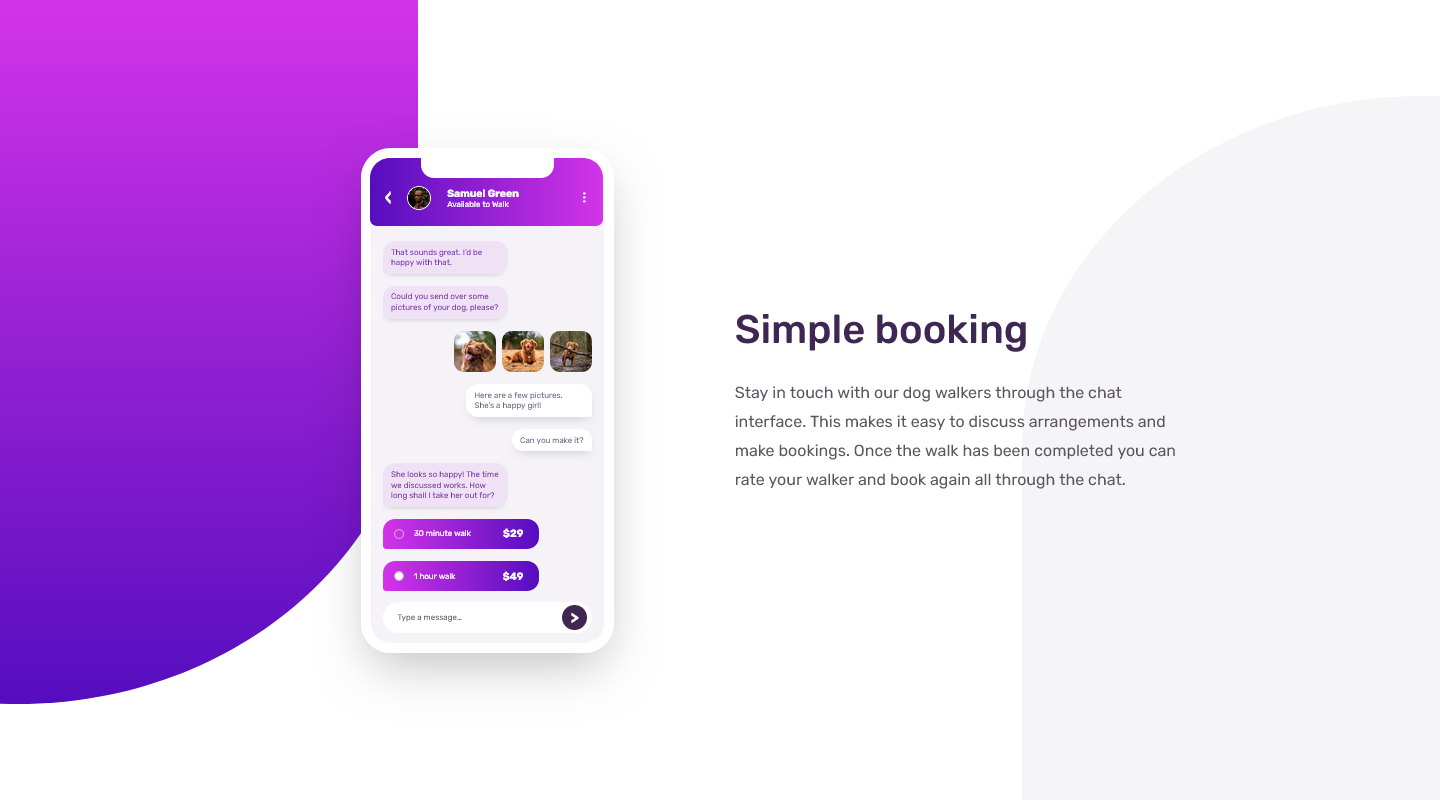 Samuel Green
Available to Walk
That sounds great. I'd be
happy with that.
Could you send over some
pictures of your dog, please?
Here are a few pictures.
She's a happy girl!
Can you make it?
She looks so happy! The time
we discussed works. How
long shall I take her out for?
30 minute walk $29
1 hour walk $49
Type a message…
Simple booking
Stay in touch with our dog walkers through the chat
interface. This makes it easy to discuss arrangements and
make bookings. Once the walk has been completed you can
rate your walker and book again all through the chat.